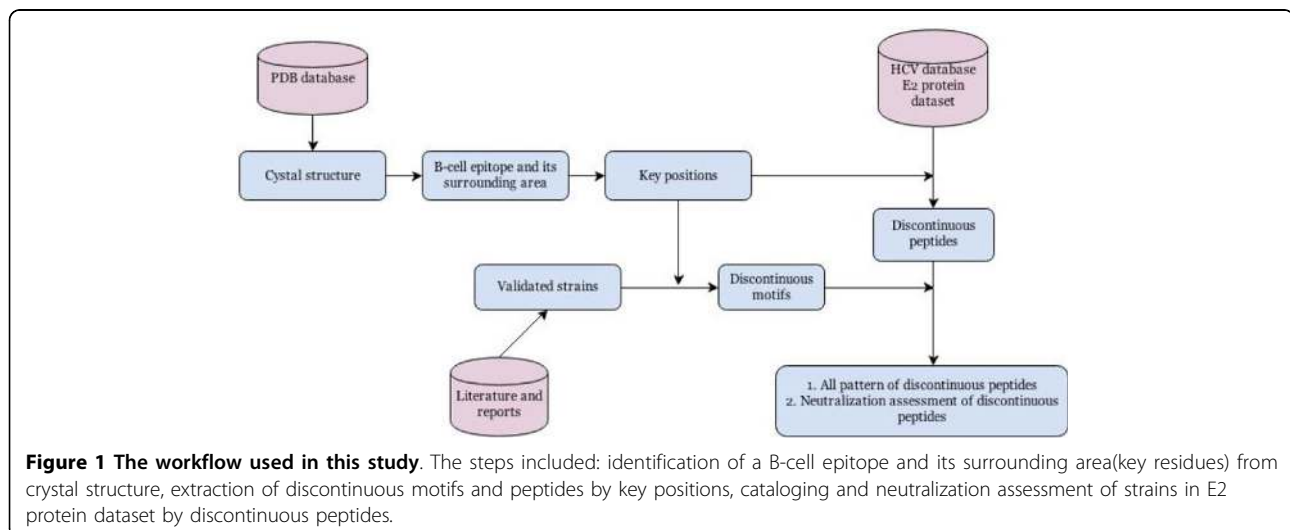 PDB database
HCV database
E2 protein
dataset
Cystal structure
B-cell epitope and its
surrounding area
Key positions
Discontinuous
peptides
Validated strains
Discontinuous
motifs
Literature and
reports
1. All pattern of discontinuous peptides
2. Neutralization assessment of discontinuous
peptides
Figure 1 The workflow used in this study. The steps included: identification of a B-cell epitope and its surrounding area(key residues) from
crystal structure, extraction of discontinuous motifs and peptides by key positions, cataloging and neutralization assessment of strains in E2
protein dataset by discontinuous peptides.